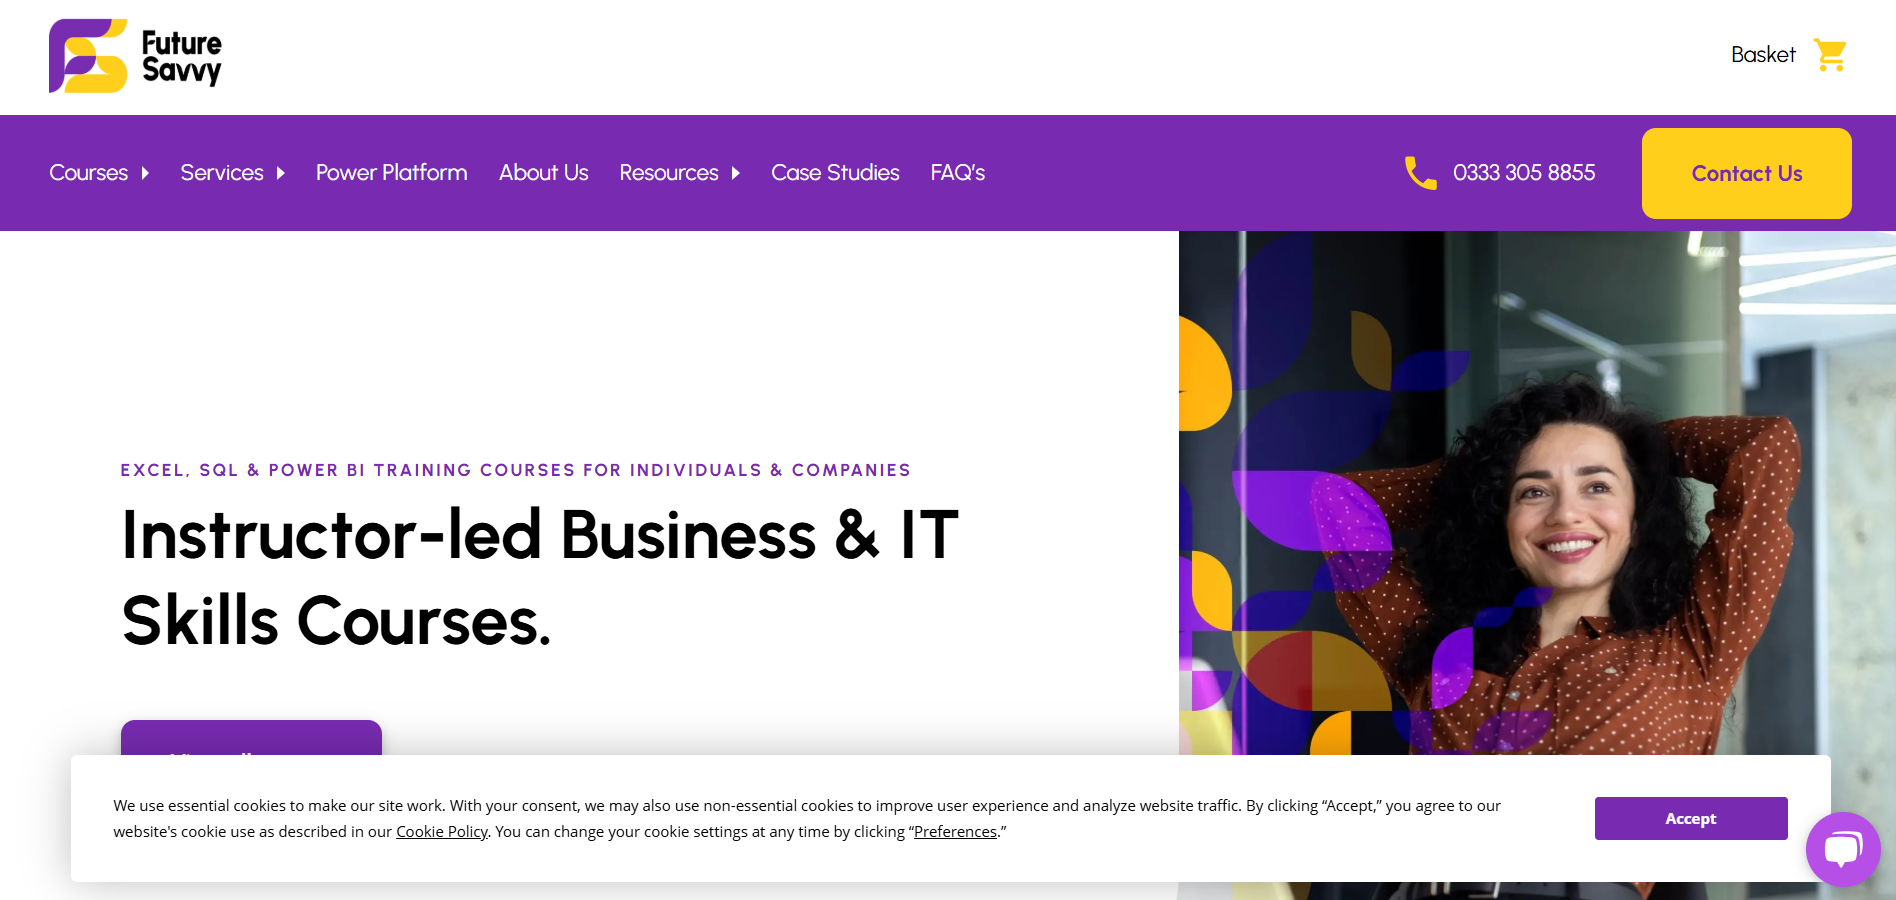 Future
Savvy
Basket
Courses Services Power Platform About Us Resources Case Studies FAQ's 0333 305 8855 Contact Us
EXCEL, SQL & POWER BI TRAINING COURSES FOR INDIVIDUALS & COMPANIES
Instructor-led Business & IT
Skills Courses.
We use essential cookies to make our site work. With your consent, we may also use non-essential cookies to improve user experience and analyze website traffic. By clicking “Accept,” you agree to our
website's cookie use as described in our Cookie Policy. You can change your cookie settings at any time by clicking “Preferences.”
Accept